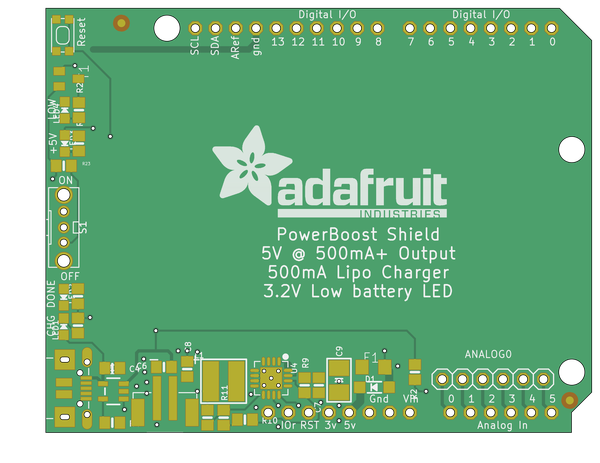 Digital I/O
Digital I/O
Reset
SCL
SDA
ARef
gnd
13 12 11 10 9 8
7 6 5 4 3 2 1 0
LOW
+5V
ON
S1
OFF
adafruit
INDUSTRIES
PowerBoost Shield
5V @ 500mA+ Output
500mA Lipo Charger
3.2V Low battery LED
DONE
CHG
C9
R9
R11
D1
ANALOG0
Gnd
0 1 2 3 4 5
IOr RST 3v 5v
Analog In